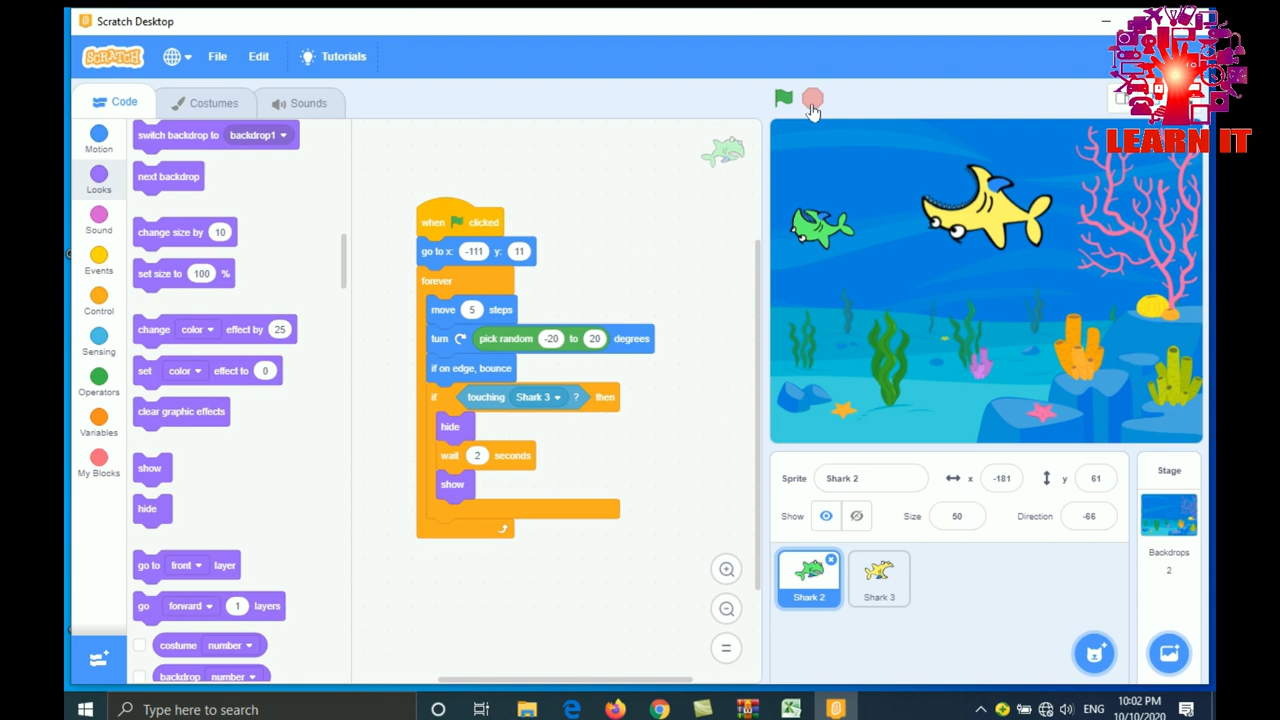 Scratch Desktop
SCRATCH
File
Edit
Tutorials
LEARN IT
Code
Costumes
Sounds
Motion
Looks
Sound
Events
Control
Sensing
Operators
Variables
My Blocks
switch backdrop to backdrop1
next backdrop
change size by 10
set size to 100 %
change color effect by 25
set color effect to 0
clear graphic effects
show
hide
go to front layer
go forward 1 layers
costume number
backdrop number
when clicked
go to x: -111 y: 11
forever
move 5 steps
turn pick random -20 to 20 degrees
if on edge, bounce
if touching Shark 3 ? then
hide
wait 2 seconds
show
Sprite Shark 2 x -181 y 61
Show Size 50 Direction -66
Shark 2
Shark 3
Stage
Backdrops
2
Type here to search
ENG
10:02 PM
10/10/2020